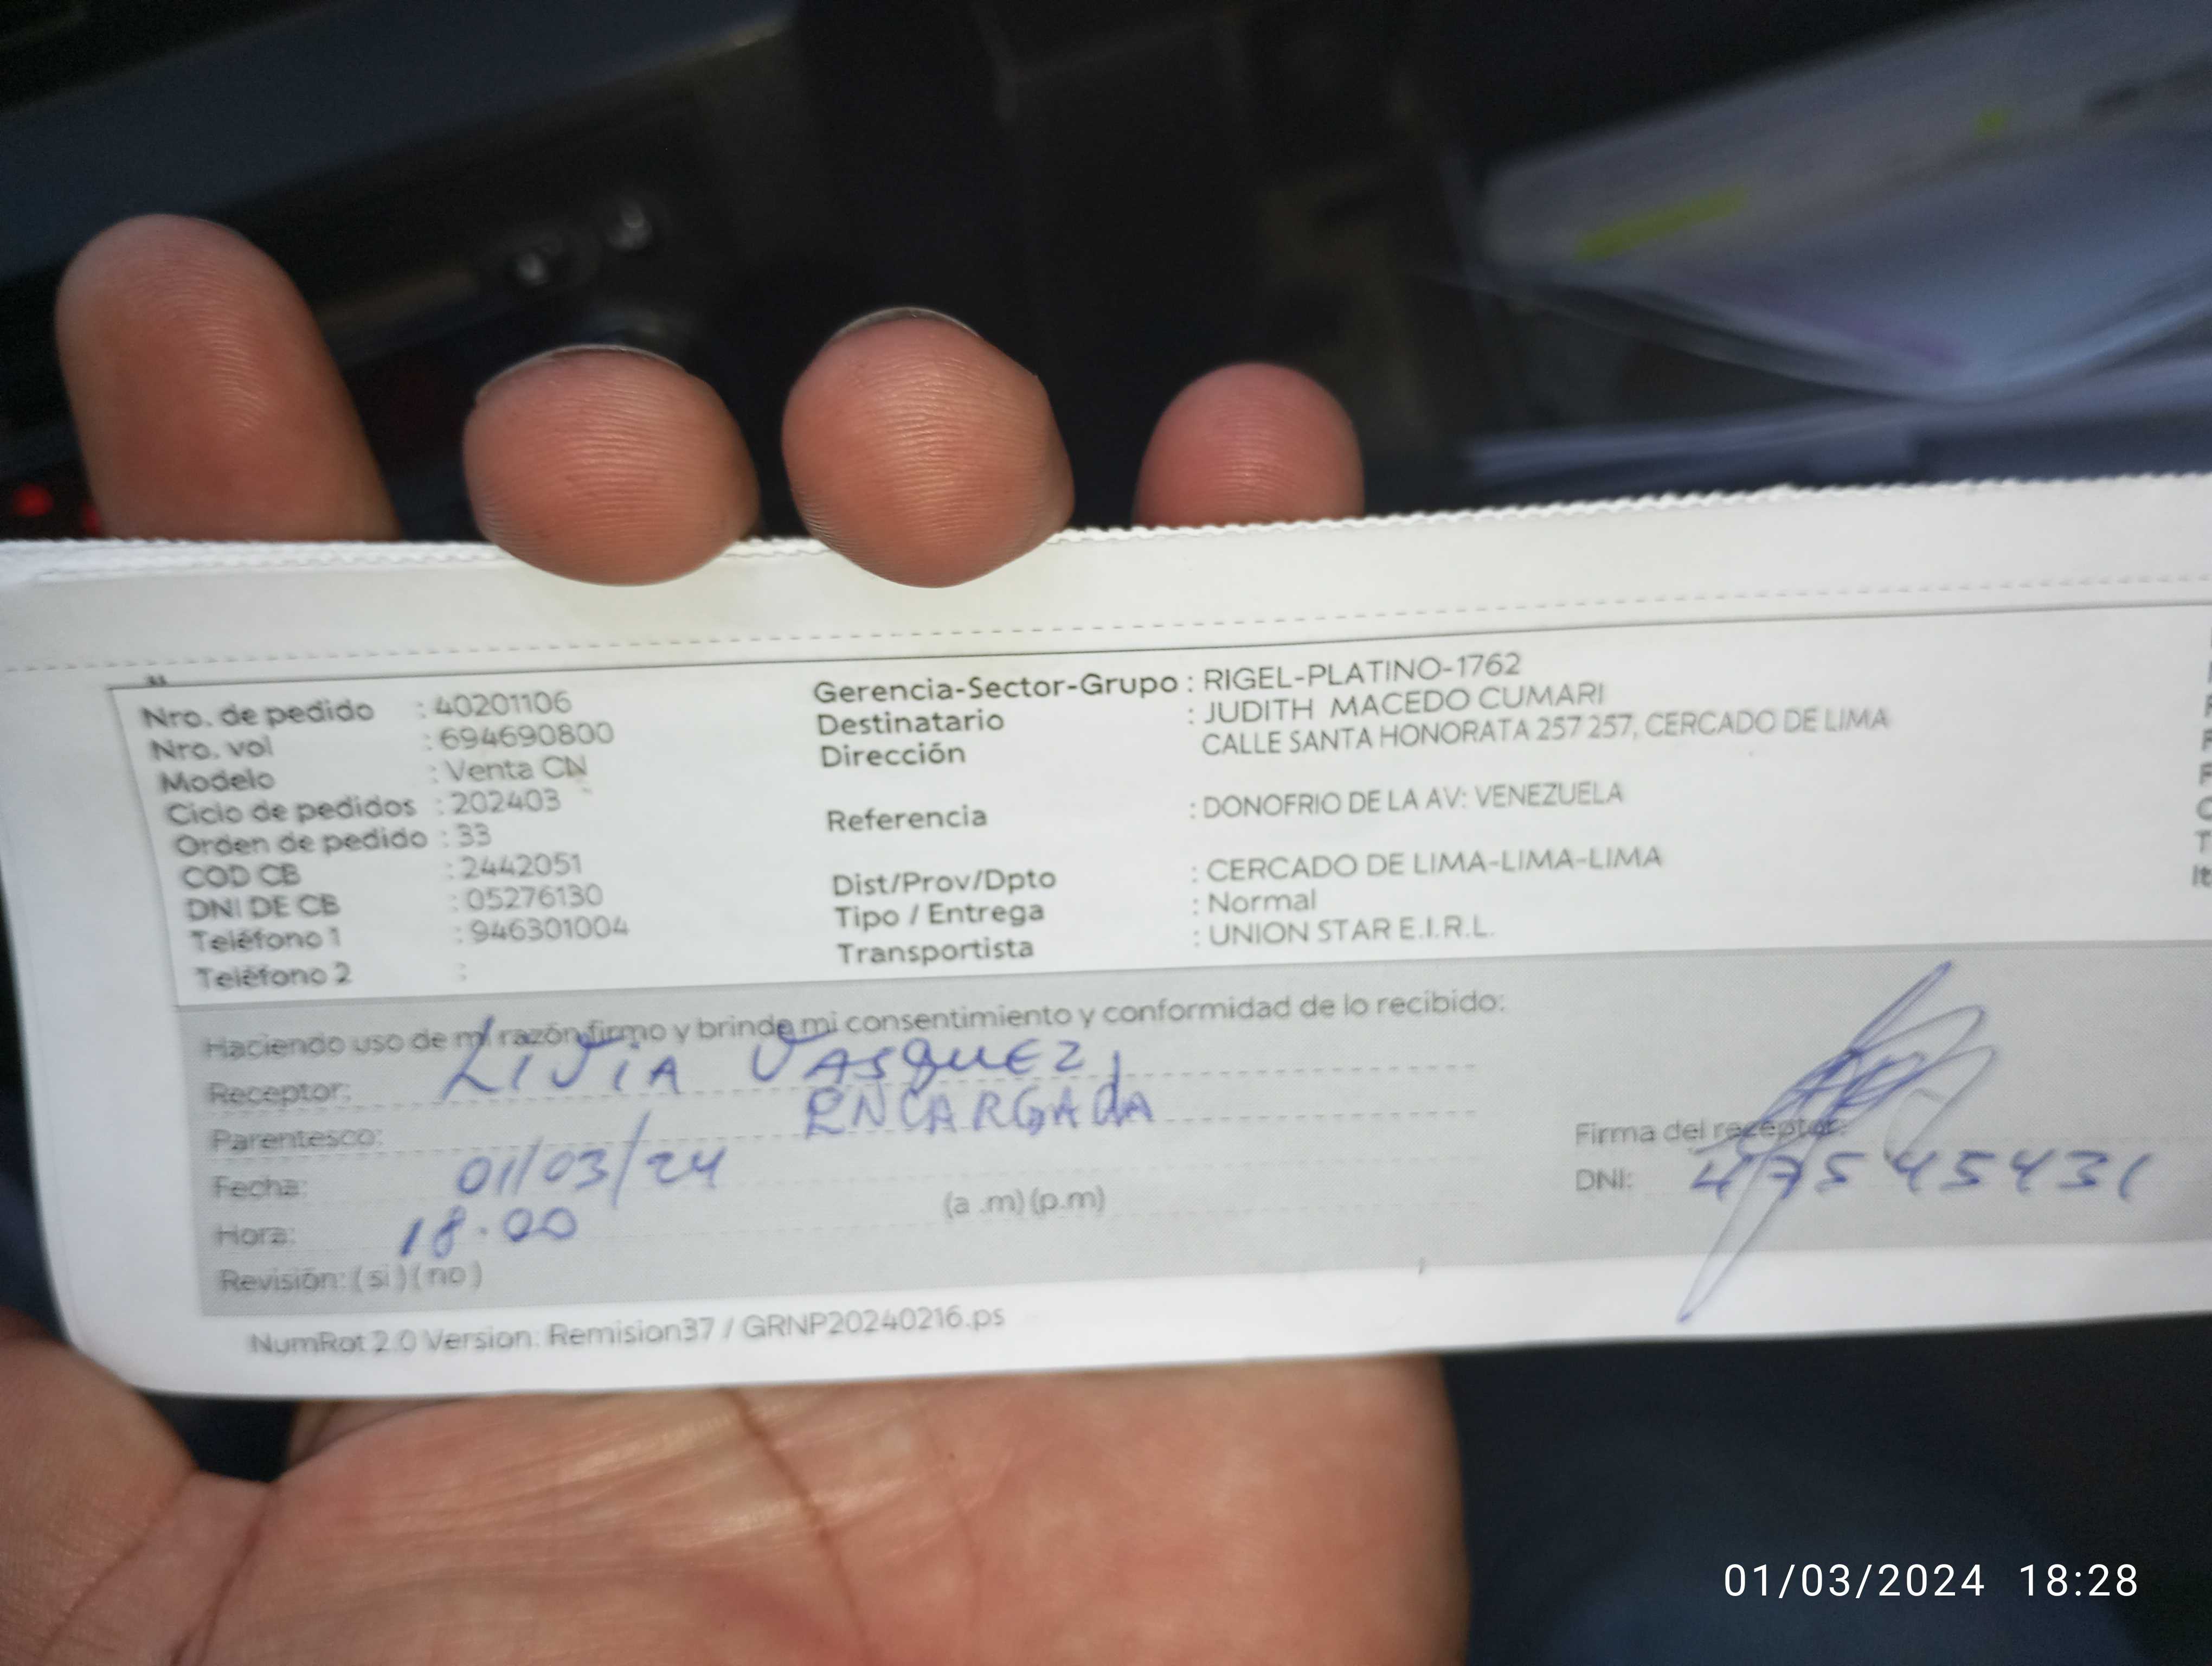 Nro. de pedido : 40201106
Nro. vol : 694690800
Modelo : Venta CN
Ciclo de pedidos : 202403
Orden de pedido : 33
COD CB : 2442051
DNI DE CB : 05276130
Teléfono 1 : 946301004
Teléfono 2 :
Gerencia-Sector-Grupo : RIGEL-PLATINO-1762
Destinatario : JUDITH MACEDO CUMARI
Dirección CALLE SANTA HONORATA 257 257, CERCADO DE LIMA
Referencia : DONOFRIO DE LA AV: VENEZUELA
Dist/Prov/Dpto : CERCADO DE LIMA-LIMA-LIMA
Tipo / Entrega : Normal
Transportista : UNION STAR E.I.R.L.
Haciendo uso de mi razón firmo y brinde mi consentimiento y conformidad de lo recibido:
Receptor: LIVIA VASQUEZ
Parentesco: ENCARGADA
Fecha: 01/03/24
Hora: 18.00 (a .m) (p.m)
Revisión: ( si ) ( no )
Firma del receptor:
DNI: 47545431
NumRot 2.0 Version: Remision37 / GRNP20240216.ps
01/03/2024 18:28